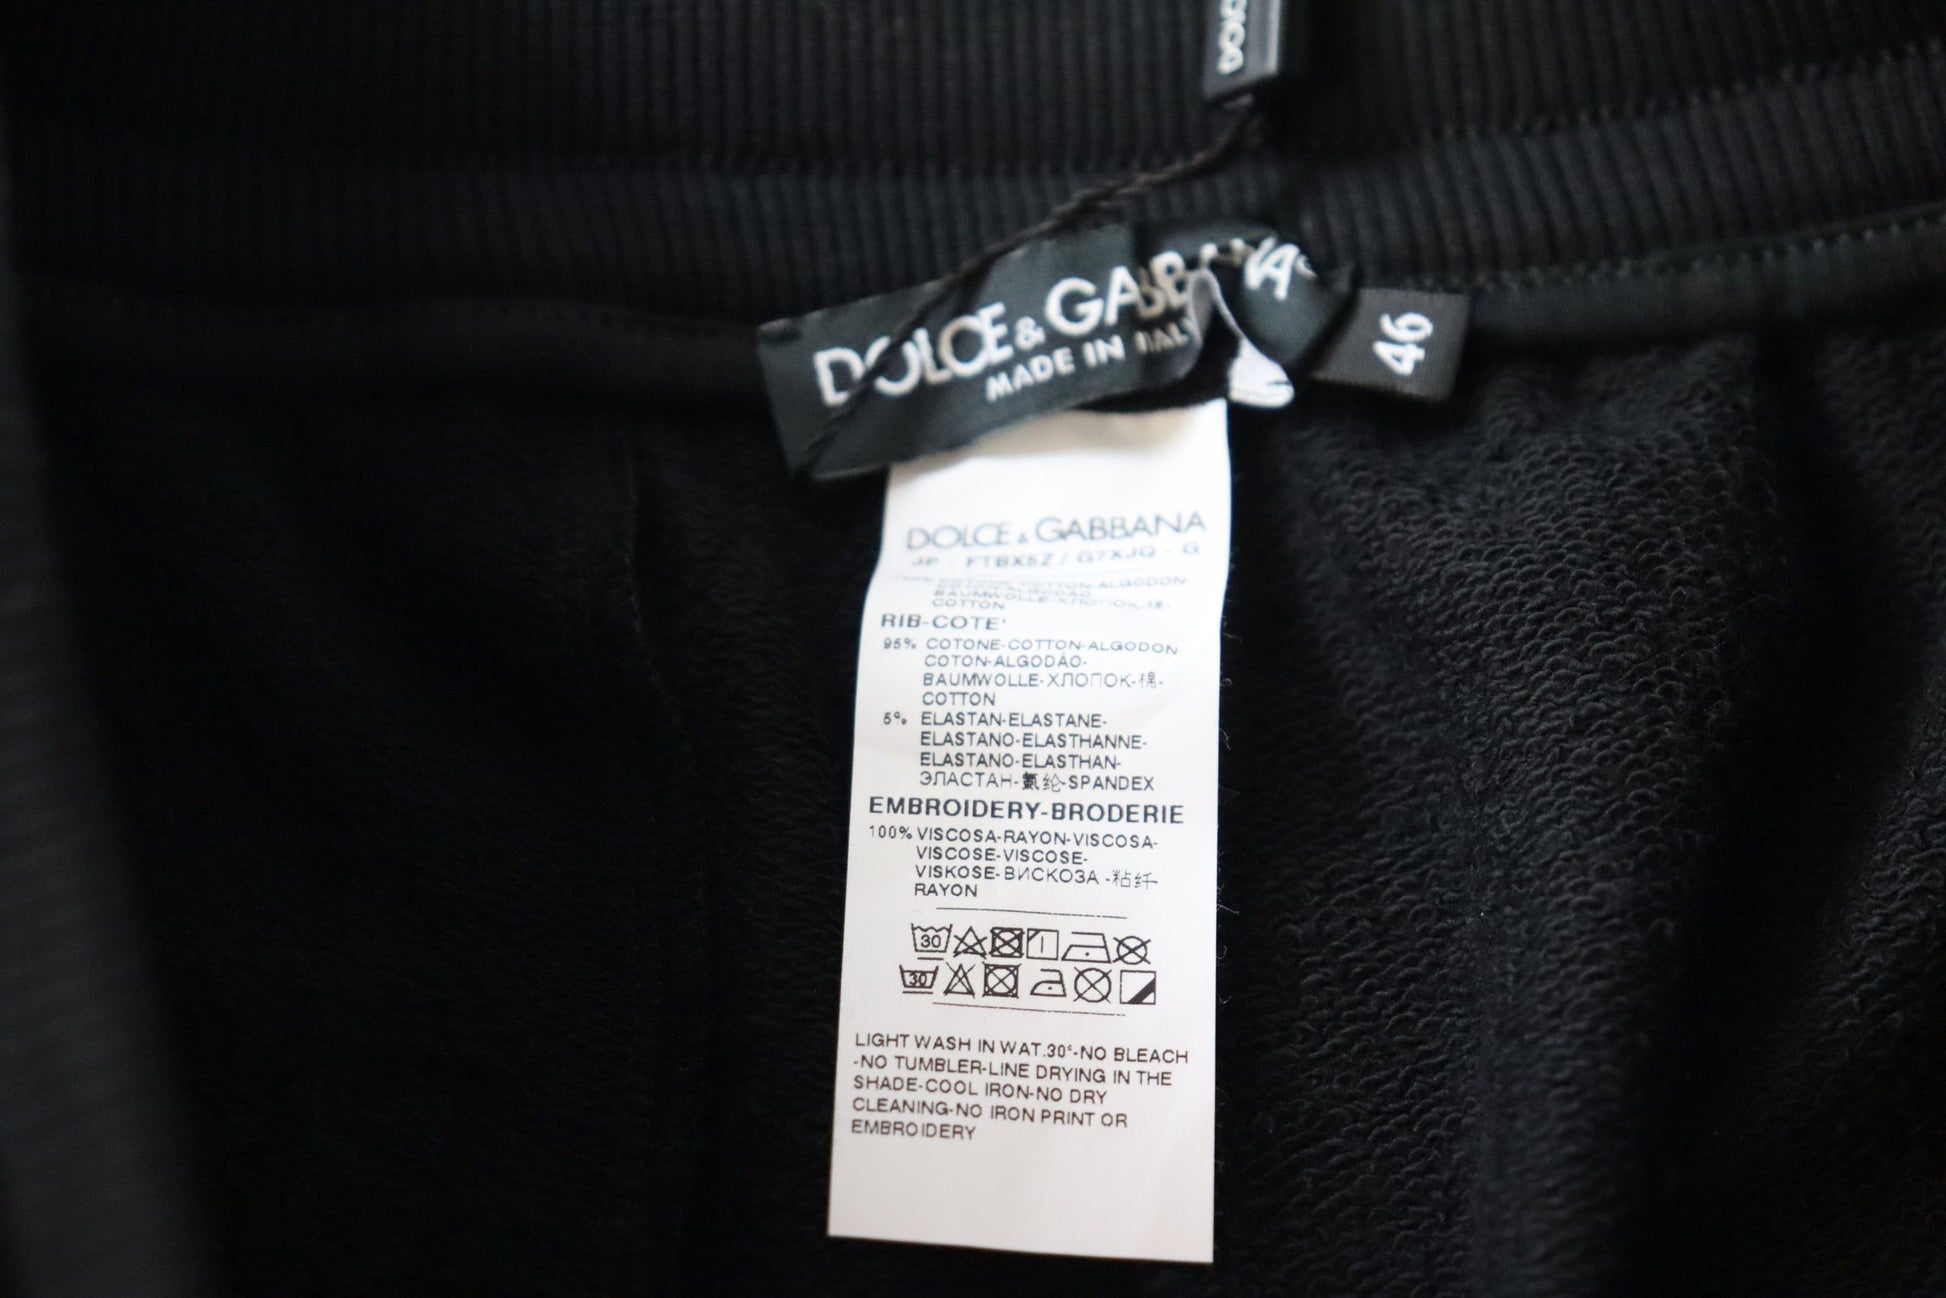 DOLCE & GABBANA
MADE IN ITALY
46
DOLCE & GABBANA
JP - FTBX5Z / G7XJQ - G
COTONE-COTTON-ALGODON-
COTON-ALGODÃO-
BAUMWOLLE-ХЛОПОК-棉-
COTTON
RIB-COTE'
95% COTONE-COTTON-ALGODON-
COTON-ALGODÃO-
BAUMWOLLE-ХЛОПОК-棉-
COTTON
5% ELASTAN-ELASTANE-
ELASTANO-ELASTHANNE-
ELASTANO-ELASTHAN-
ЭЛАСТАН-氨纶-SPANDEX
EMBROIDERY-BRODERIE
100% VISCOSA-RAYON-VISCOSA-
VISCOSE-VISCOSE-
VISKOSE-ВИСКОЗА -粘纤-
RAYON
30
30
LIGHT WASH IN WAT.30°-NO BLEACH
-NO TUMBLER-LINE DRYING IN THE
SHADE-COOL IRON-NO DRY
CLEANING-NO IRON PRINT OR
EMBROIDERY